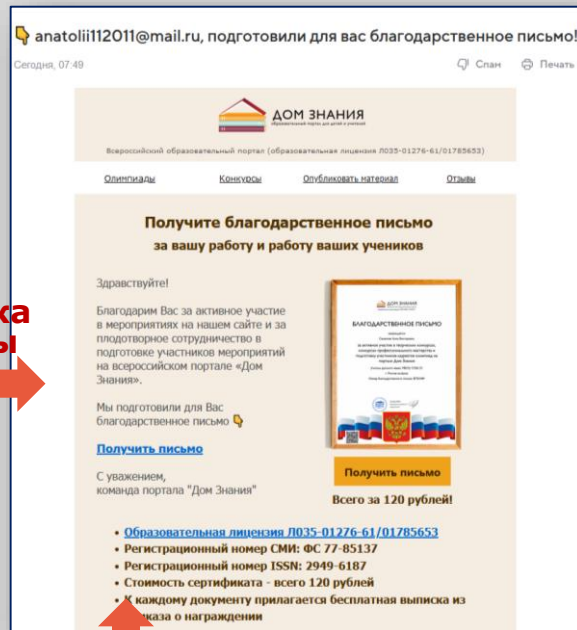 👇 anatolii112011@mail.ru, подготовили для вас благодарственное письмо!
Сегодня, 07:49
Спам
Печать
ДОМ ЗНАНИЯ
Всероссийский образовательный портал (образовательная лицензия Л035-01276-61/01785653)
Олимпиады
Конкурсы
Опубликовать материал
Отзывы
Получите благодарственное письмо
за вашу работу и работу ваших учеников
Здравствуйте!
Благодарим Вас за активное участие
в мероприятиях на нашем сайте и за
плодотворное сотрудничество в
подготовке участников мероприятий
на всероссийском портале «Дом
Знания».
Мы подготовили для Вас
благодарственное письмо 👇
Получить письмо
С уважением,
команда портала "Дом Знания"
ДОМ ЗНАНИЯ
БЛАГОДАРСТВЕННОЕ ПИСЬМО
Получить письмо
Всего за 120 рублей!
• Образовательная лицензия Л035-01276-61/01785653
• Регистрационный номер СМИ: ФС 77-85137
• Регистрационный номер ISSN: 2949-6187
• Стоимость сертификата - всего 120 рублей
• К каждому документу прилагается бесплатная выписка из
каза о награждении
ка
ы